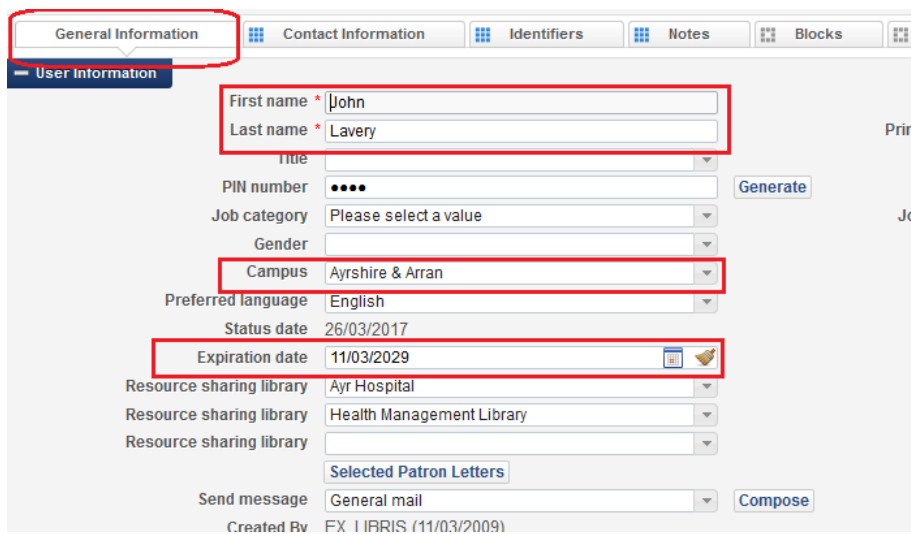 General Information Contact Information Identifiers Notes Blocks
User Information
First name * John
Last name * Lavery
Title
PIN number •••• Generate
Job category Please select a value
Gender
Campus Ayrshire & Arran
Preferred language English
Status date 26/03/2017
Expiration date 11/03/2029
Resource sharing library Ayr Hospital
Resource sharing library Health Management Library
Resource sharing library
Selected Patron Letters
Send message General mail Compose
Created By EX_LIBRIS (11/03/2009)